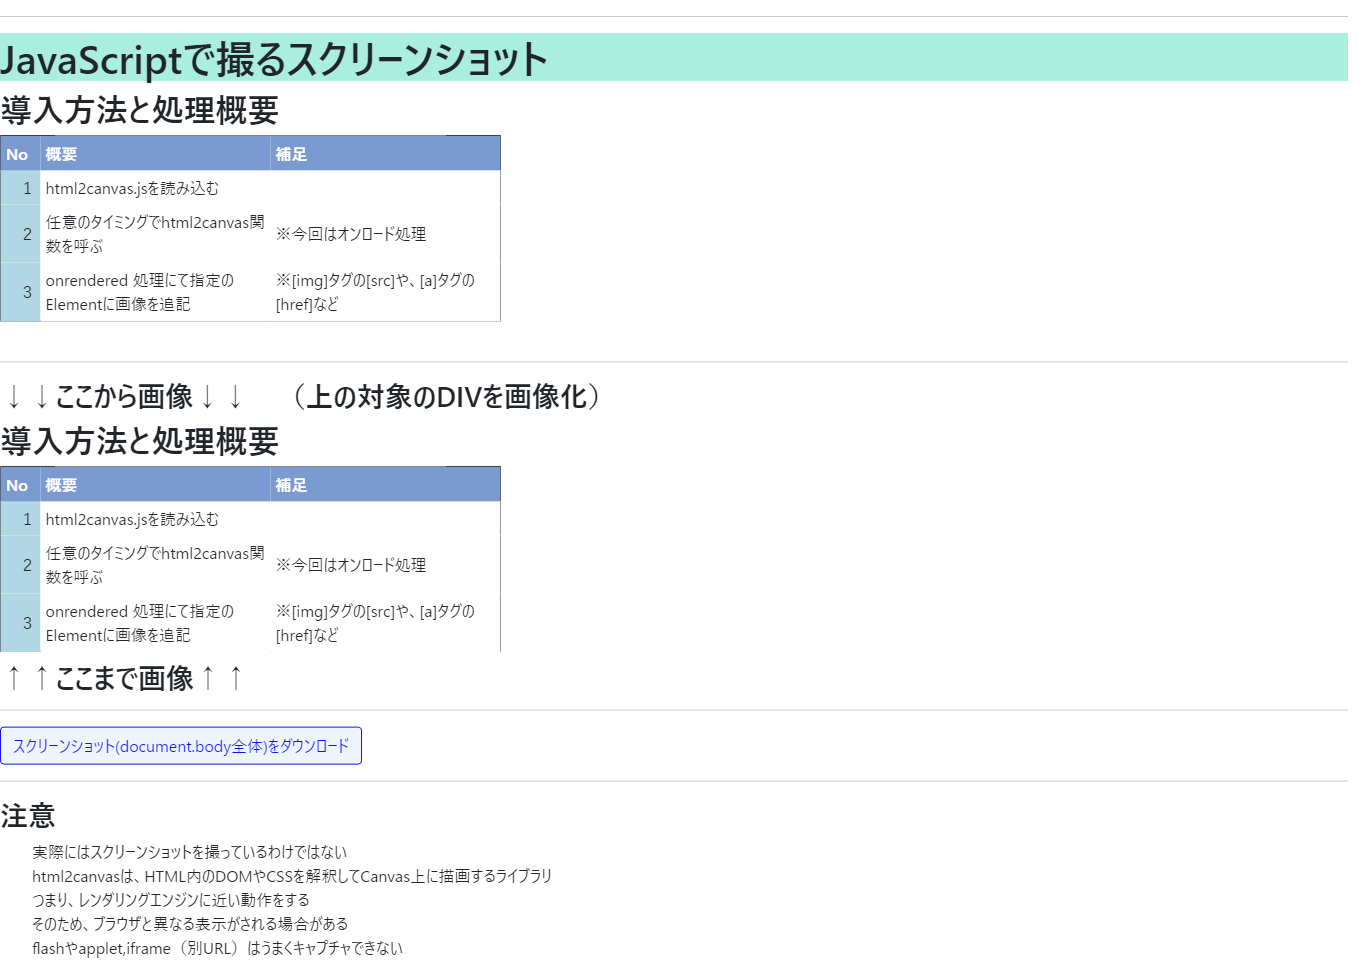 JavaScriptで撮るスクリーンショット
導入方法と処理概要
No 概要 補足
1 html2canvas.jsを読み込む
2 任意のタイミングでhtml2canvas関数を呼ぶ ※今回はオンロード処理
3 onrendered 処理にて指定のElementに画像を追記 ※[img]タグの[src]や、[a]タグの[href]など
↓↓ここから画像↓↓　（上の対象のDIVを画像化）
導入方法と処理概要
No 概要 補足
1 html2canvas.jsを読み込む
2 任意のタイミングでhtml2canvas関数を呼ぶ ※今回はオンロード処理
3 onrendered 処理にて指定のElementに画像を追記 ※[img]タグの[src]や、[a]タグの[href]など
↑↑ここまで画像↑↑
スクリーンショット(document.body全体)をダウンロード
注意
実際にはスクリーンショットを撮っているわけではない
html2canvasは、HTML内のDOMやCSSを解釈してCanvas上に描画するライブラリ
つまり、レンダリングエンジンに近い動作をする
そのため、ブラウザと異なる表示がされる場合がある
flashやapplet,iframe（別URL）はうまくキャプチャできない